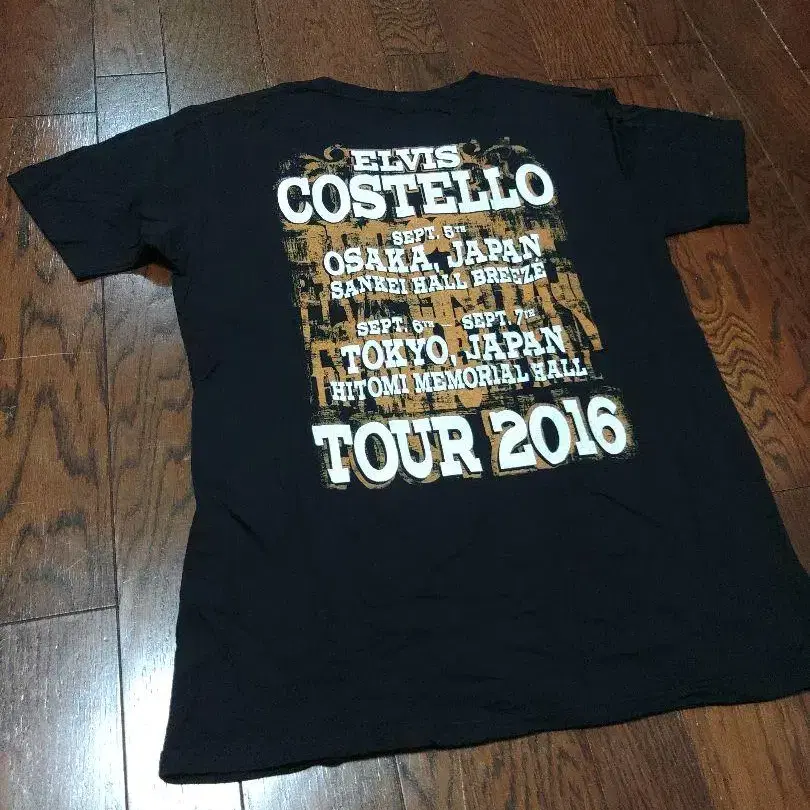 ELVIS
COSTELLO
SEPT. 5TH
OSAKA, JAPAN
SANKEI HALL BREEZE
SEPT. 6TH — SEPT. 7TH
TOKYO, JAPAN
HITOMI MEMORIAL HALL
TOUR 2016